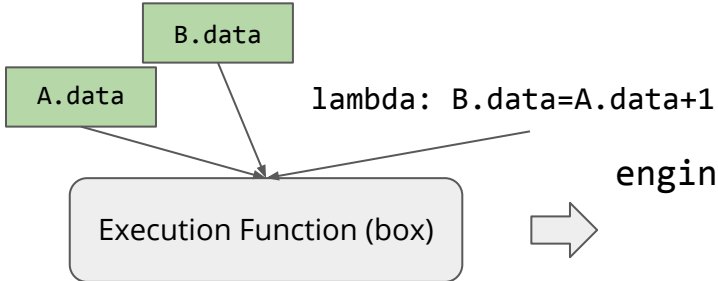 B.data
A.data
lambda: B.data=A.data+1
engin
Execution Function (box)